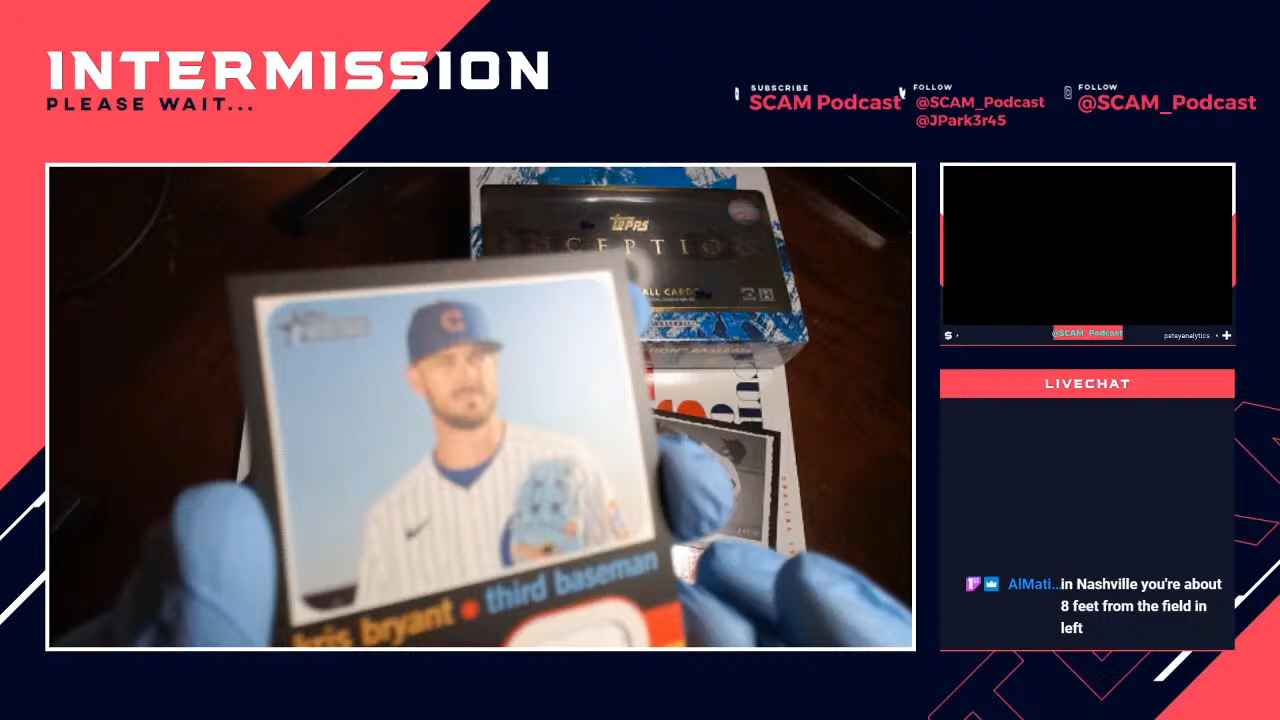 INTERMISSION
PLEASE WAIT...
SUBSCRIBE
SCAM Podcast
FOLLOW
@SCAM_Podcast
@JPark3r45
FOLLOW
@SCAM_Podcast
TOPPS
kris bryant • third baseman
$
@SCAM_Podcast
peteyanalytics
+
LIVECHAT
AlMati... in Nashville you're about
8 feet from the field in
left